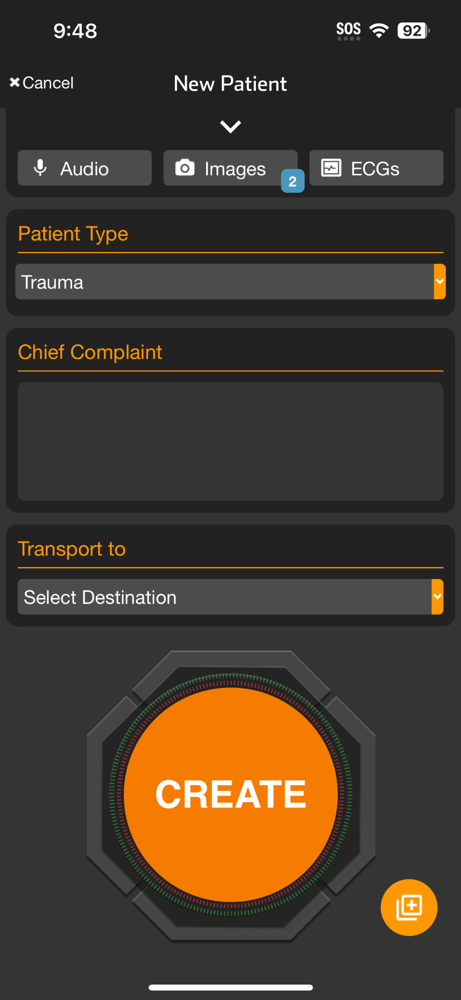 9:48
SOS
92
Cancel
New Patient
Audio
Images
2
ECGs
Patient Type
Trauma
Chief Complaint
Transport to
Select Destination
CREATE